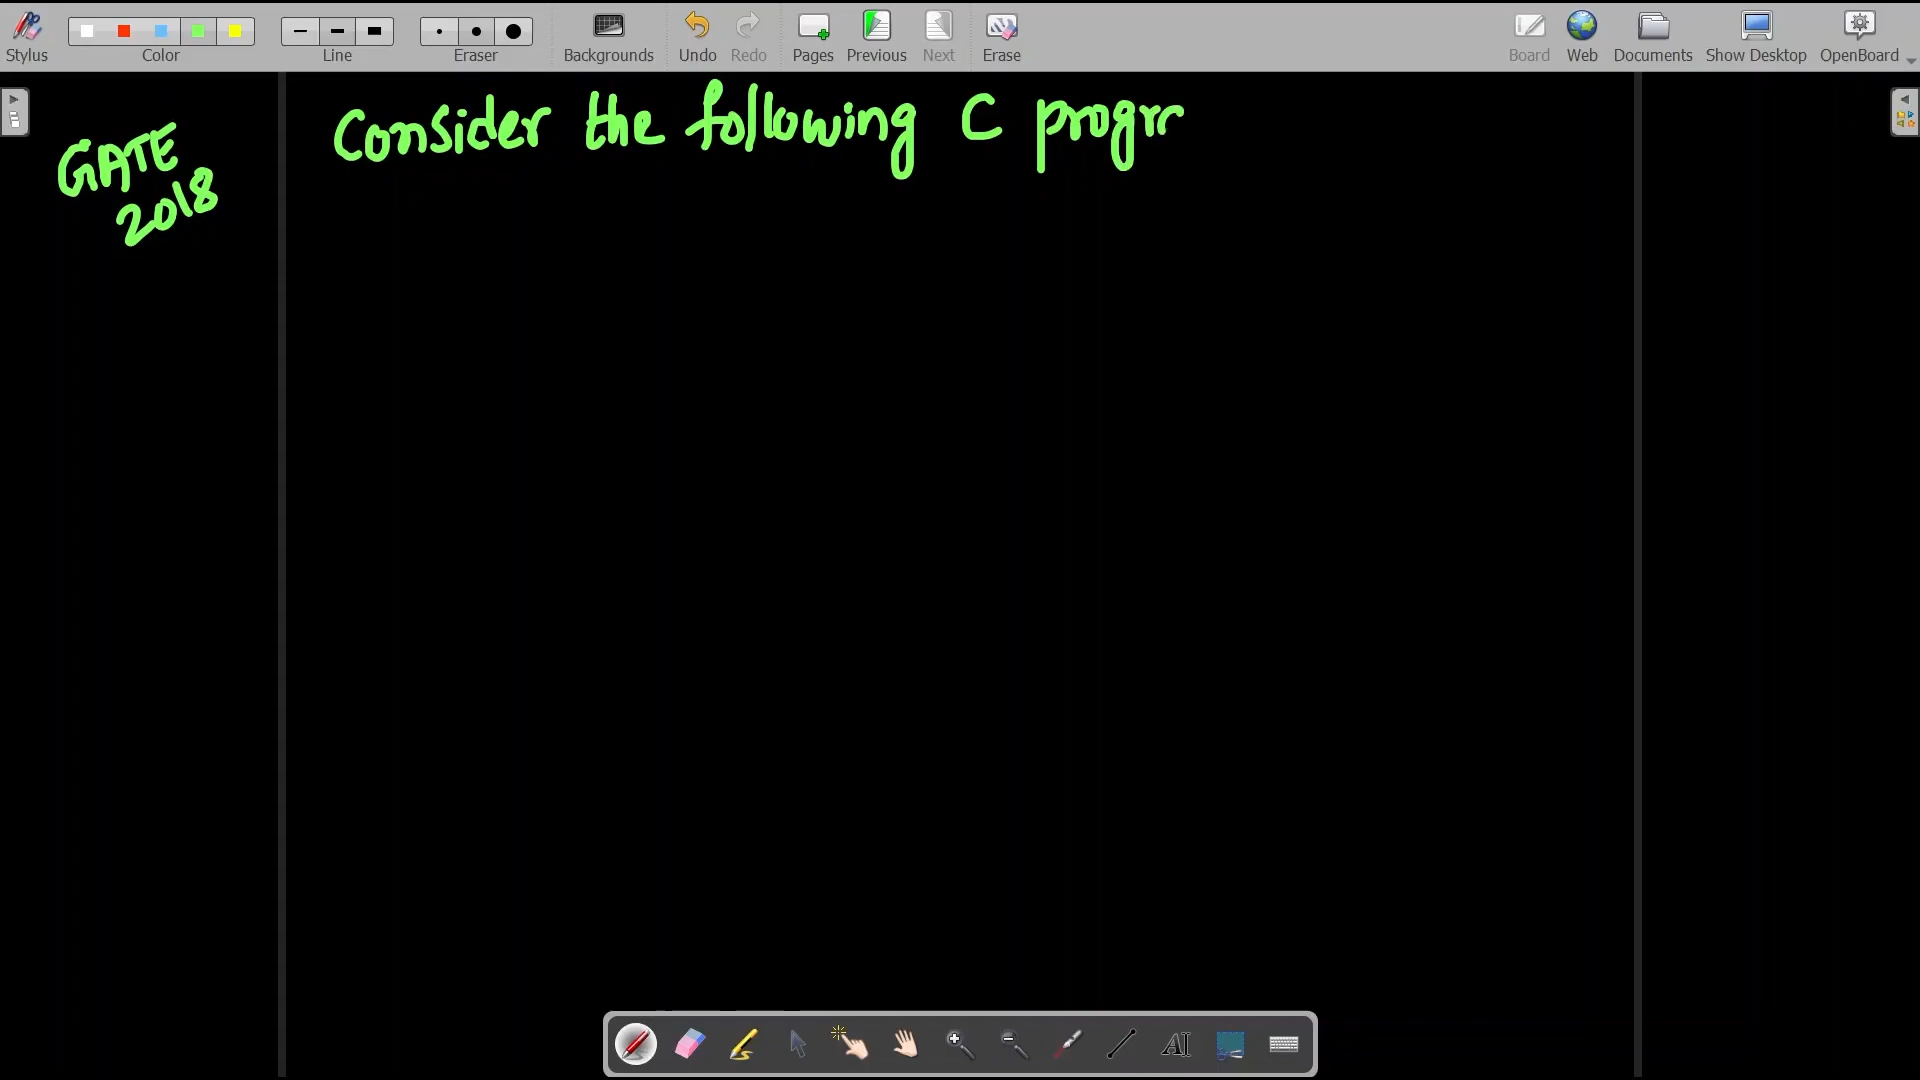 Stylus Color Line Eraser Backgrounds Undo Redo Pages Previous Next Erase Board Web Documents Show Desktop OpenBoard
GATE
2018
Consider the following C progrr